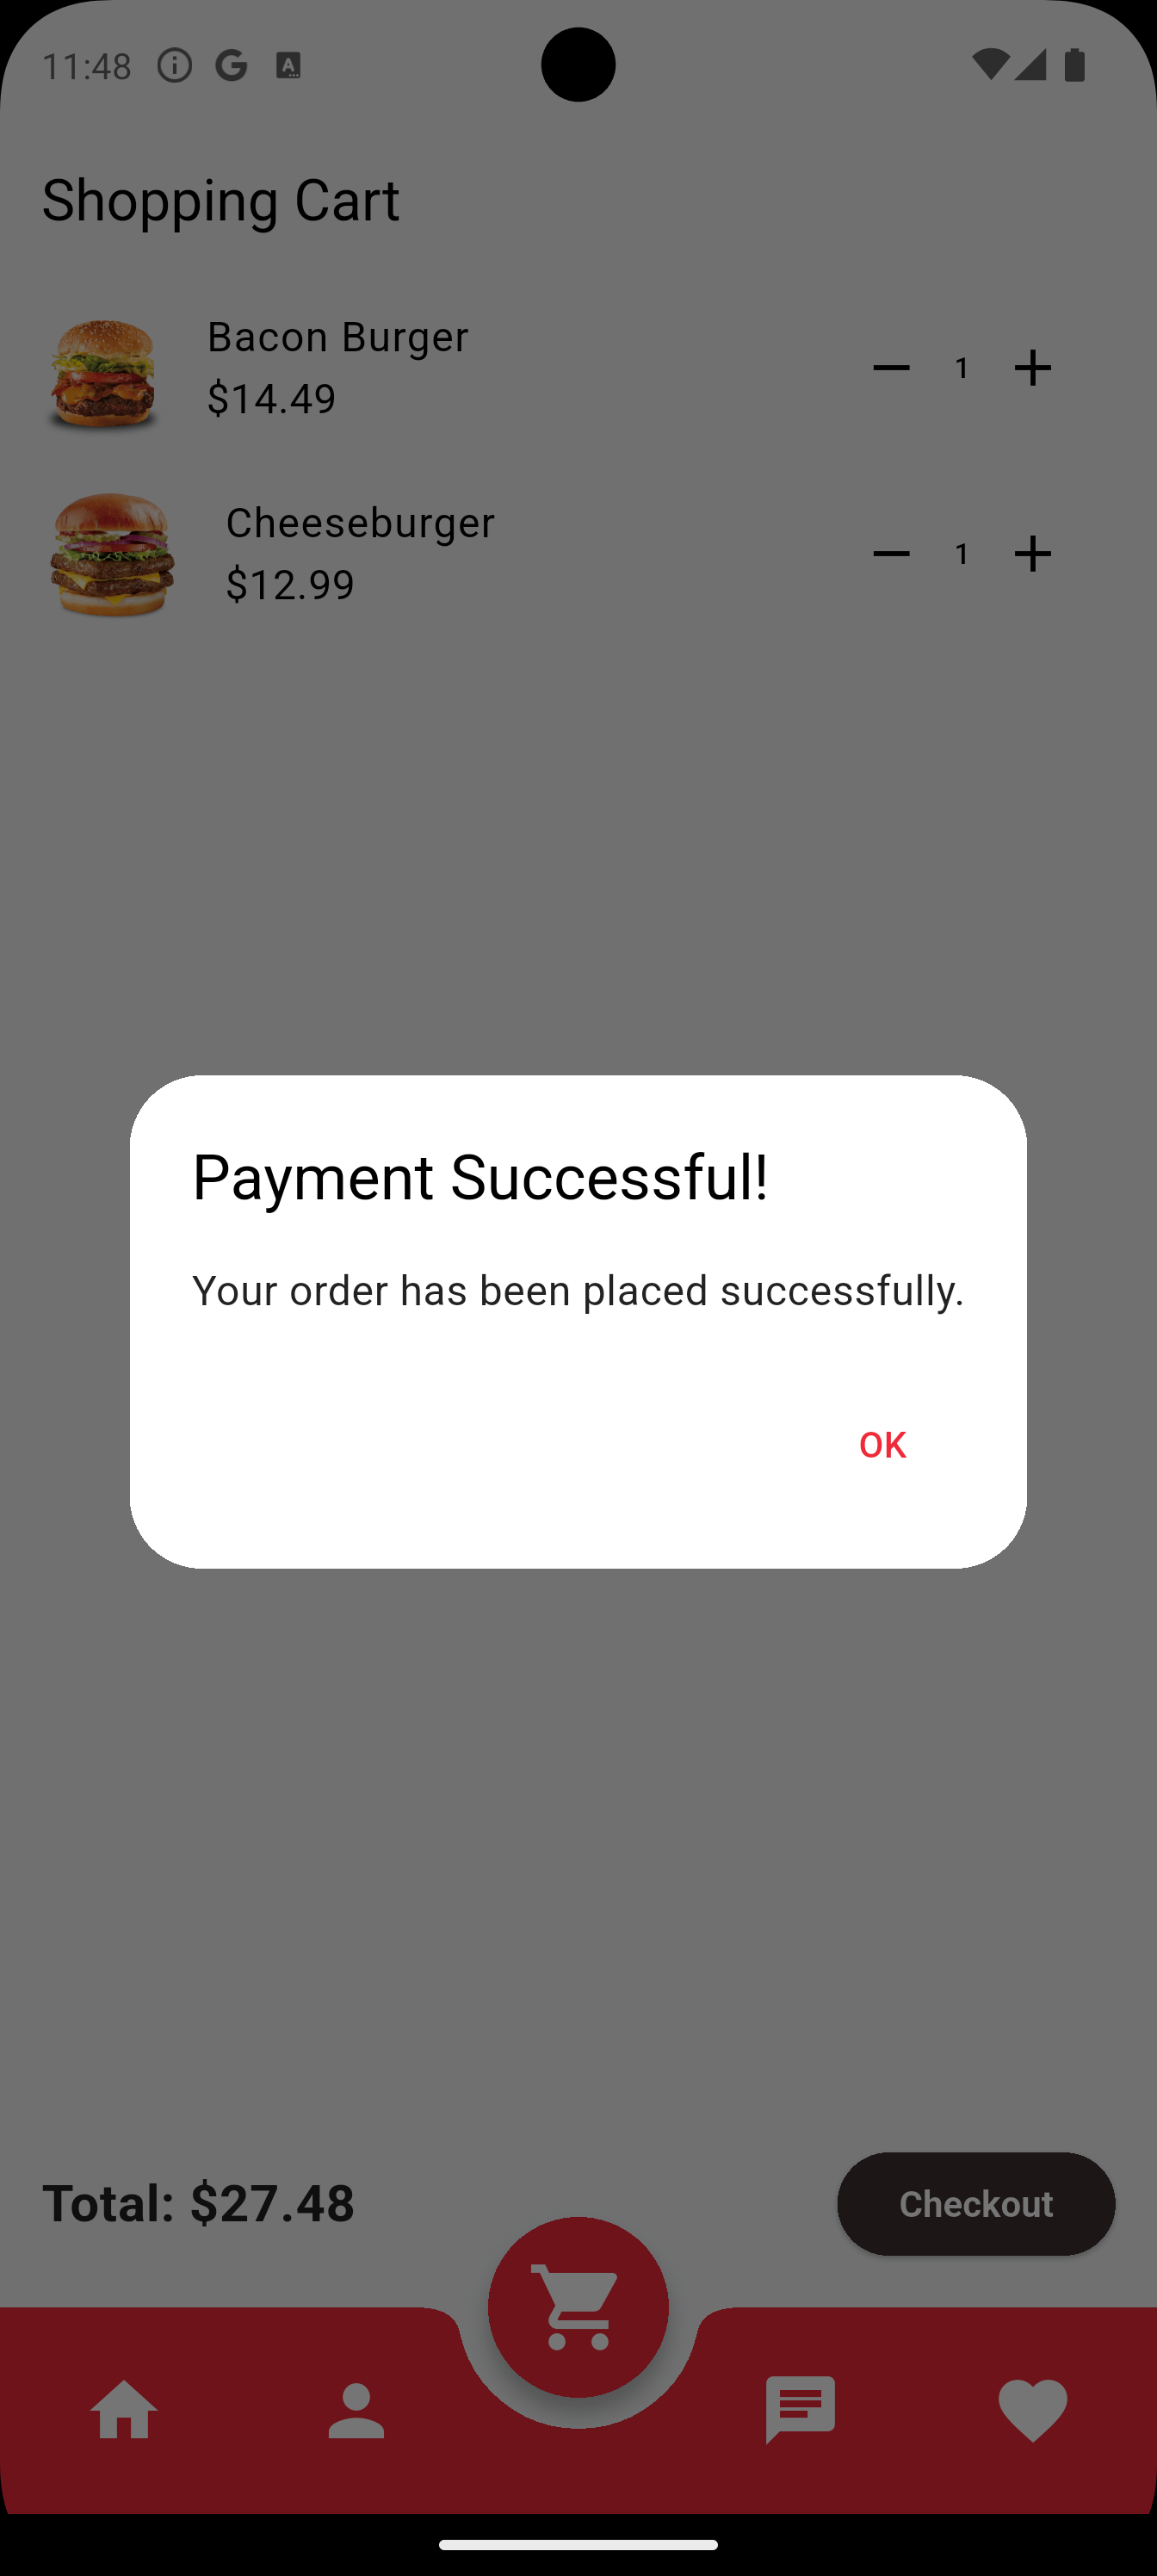 11:48
Shopping Cart
Bacon Burger
$14.49
1
Cheeseburger
$12.99
1
Payment Successful!
Your order has been placed successfully.
OK
Total: $27.48
Checkout